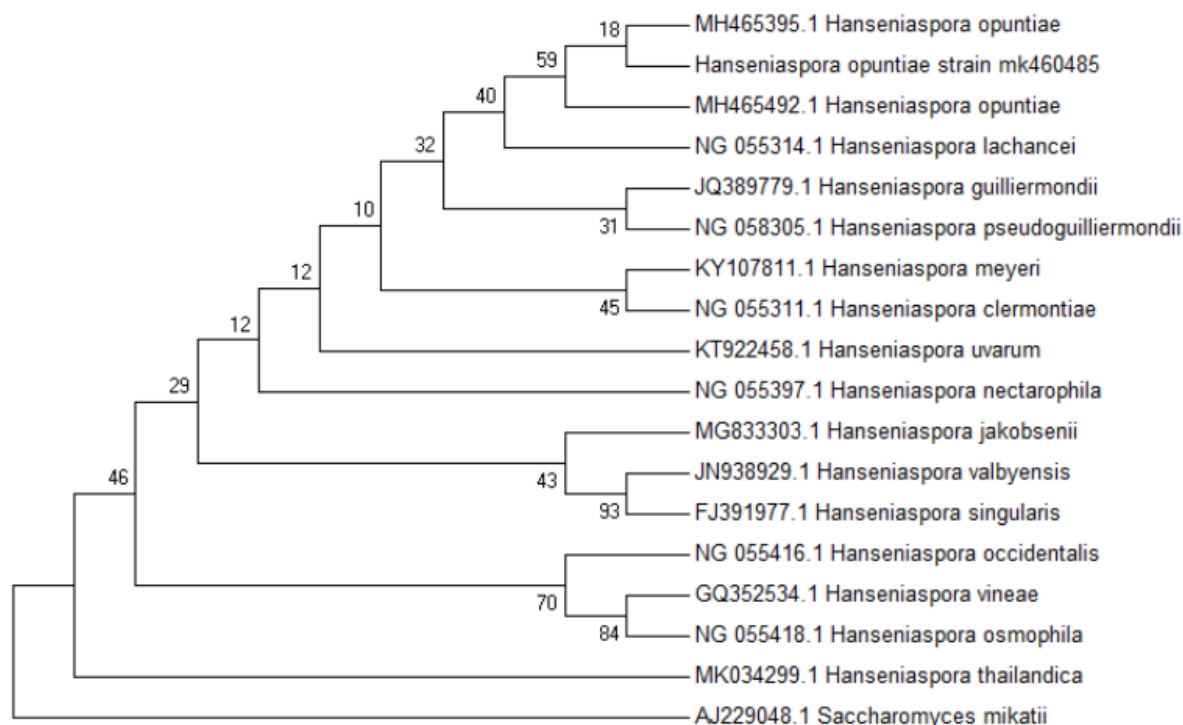 MH465395.1 Hanseniaspora opuntiae
18
Hanseniaspora opuntiae strain mk460485
59
MH465492.1 Hanseniaspora opuntiae
40
NG 055314.1 Hanseniaspora lachancei
32
JQ389779.1 Hanseniaspora guilliermondii
10
NG 058305.1 Hanseniaspora pseudoguilliermondii
31
KY107811.1 Hanseniaspora meyeri
12
NG 055311.1 Hanseniaspora clermontiae
45
12
KT922458.1 Hanseniaspora uvarum
29
NG 055397.1 Hanseniaspora nectarophila
MG833303.1 Hanseniaspora jakobsenii
46
JN938929.1 Hanseniaspora valbyensis
43
93
FJ391977.1 Hanseniaspora singularis
NG 055416.1 Hanseniaspora occidentalis
GQ352534.1 Hanseniaspora vineae
70
84
NG 055418.1 Hanseniaspora osmophila
MK034299.1 Hanseniaspora thailandica
AJ229048.1 Saccharomyces mikatii